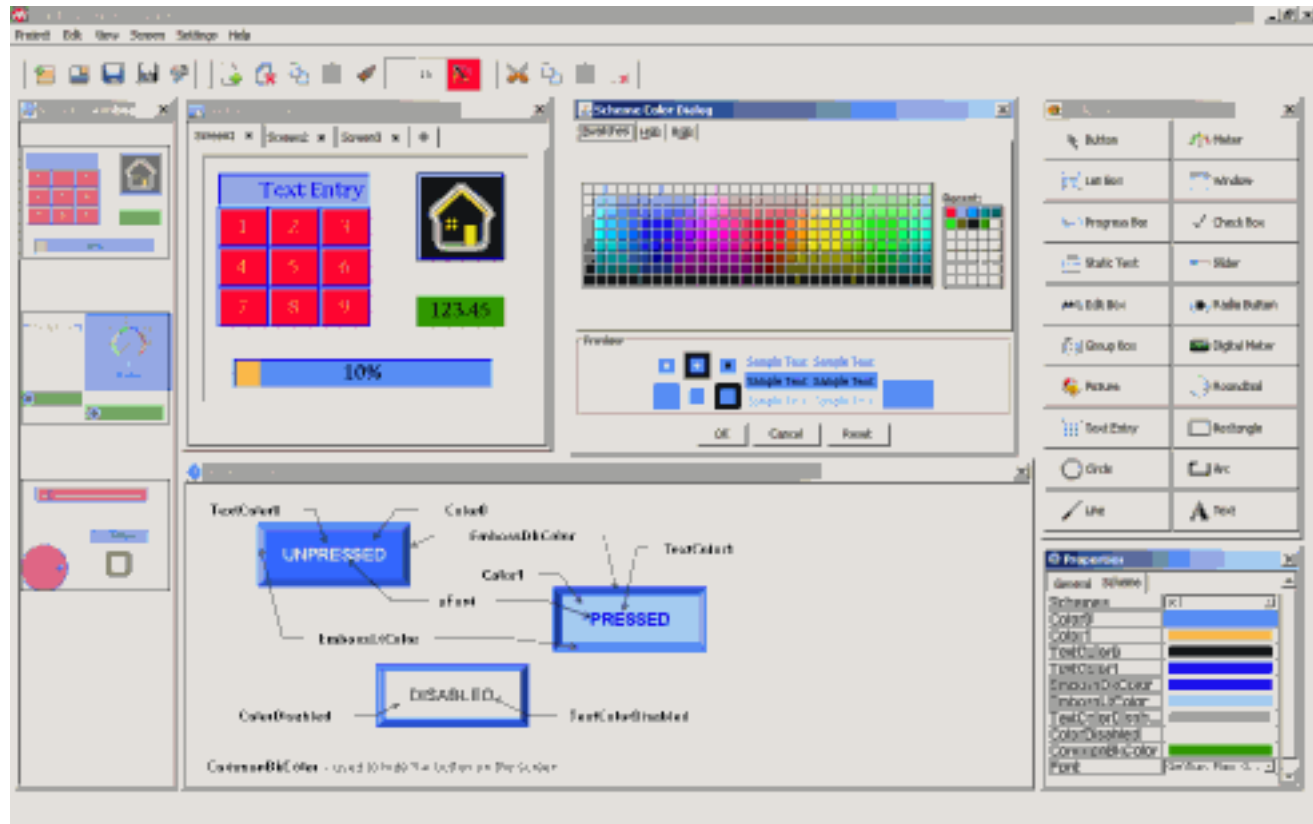 Project Edit View Screen Settings Help
Screen1 Screen2 Screen3
Text Entry
1 2 3
4 5 6
7 8 9
123.45
10%
Scheme Color Dialog
Swatches HSB RGB
Recent:
Preview
Sample Text Sample Text
Sample Text Sample Text
Sample Text Sample Text
OK Cancel Reset
Button Meter
List Box Window
Progress Bar Check Box
Static Text Slider
Edit Box Radio Button
Group Box Digital Meter
Picture RoundDial
Text Entry Rectangle
Circle Arc
Line Text
TextColor0 Color0
EmbossDkColor
TextColor1
UNPRESSED
Color1
PRESSED
EmbossLtColor
DISABLED
ColorDisabled TextColorDisabled
CommonBkColor - used to hide the button on the screen
Properties
General Scheme
Schemes
Color0
Color1
TextColor0
TextColor1
EmbossDkColor
EmbossLtColor
ColorDisabled
CommonBkColor
Font